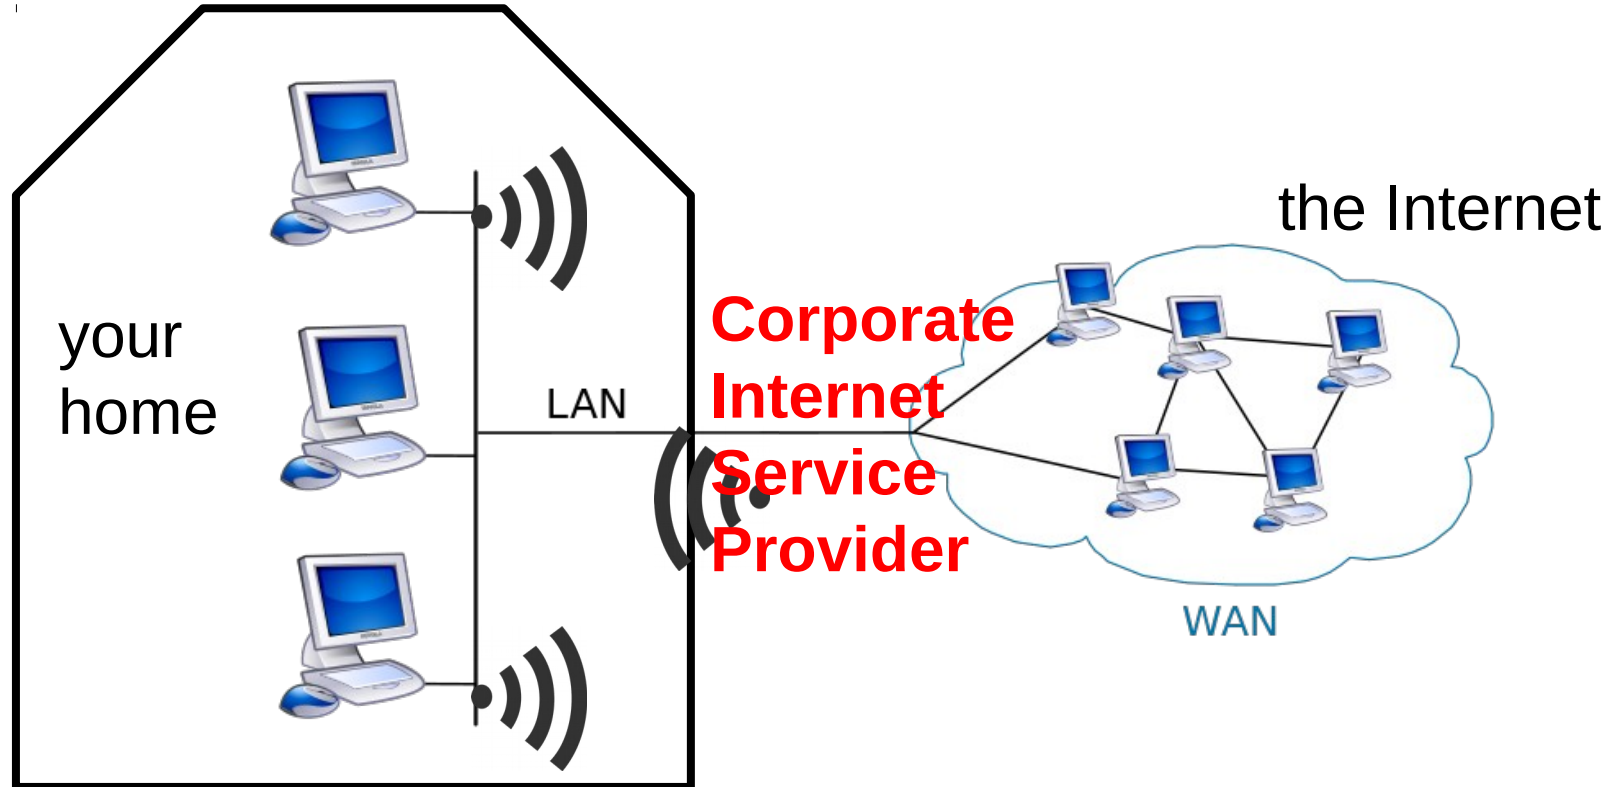 the Internet
your
home
LAN
Corporate
Internet
Service
Provider
WAN